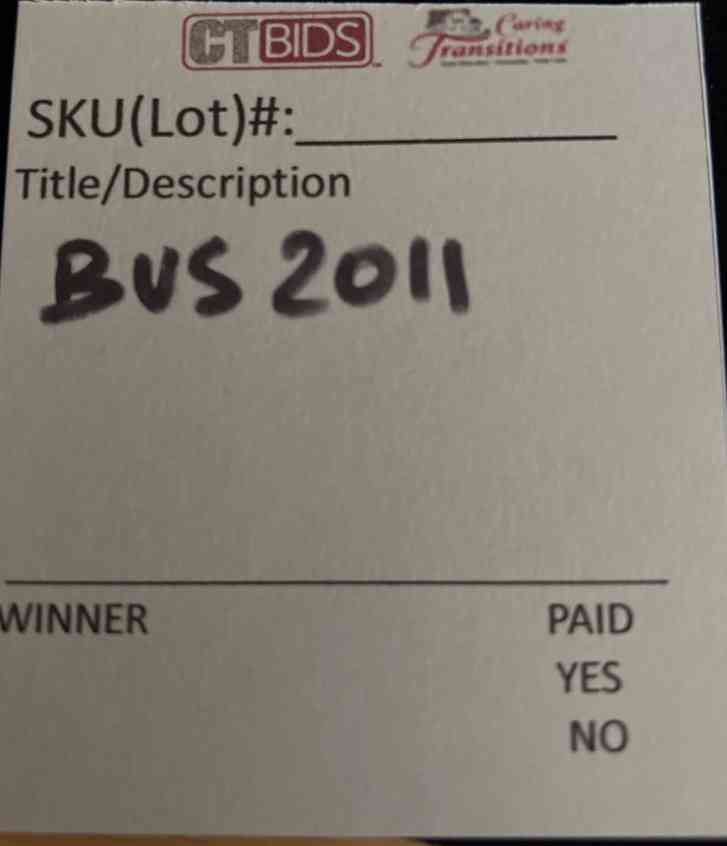 CTBIDS
Caring
Transitions
SKU(Lot)#:
Title/Description
BUS 2011
WINNER
PAID
YES
NO